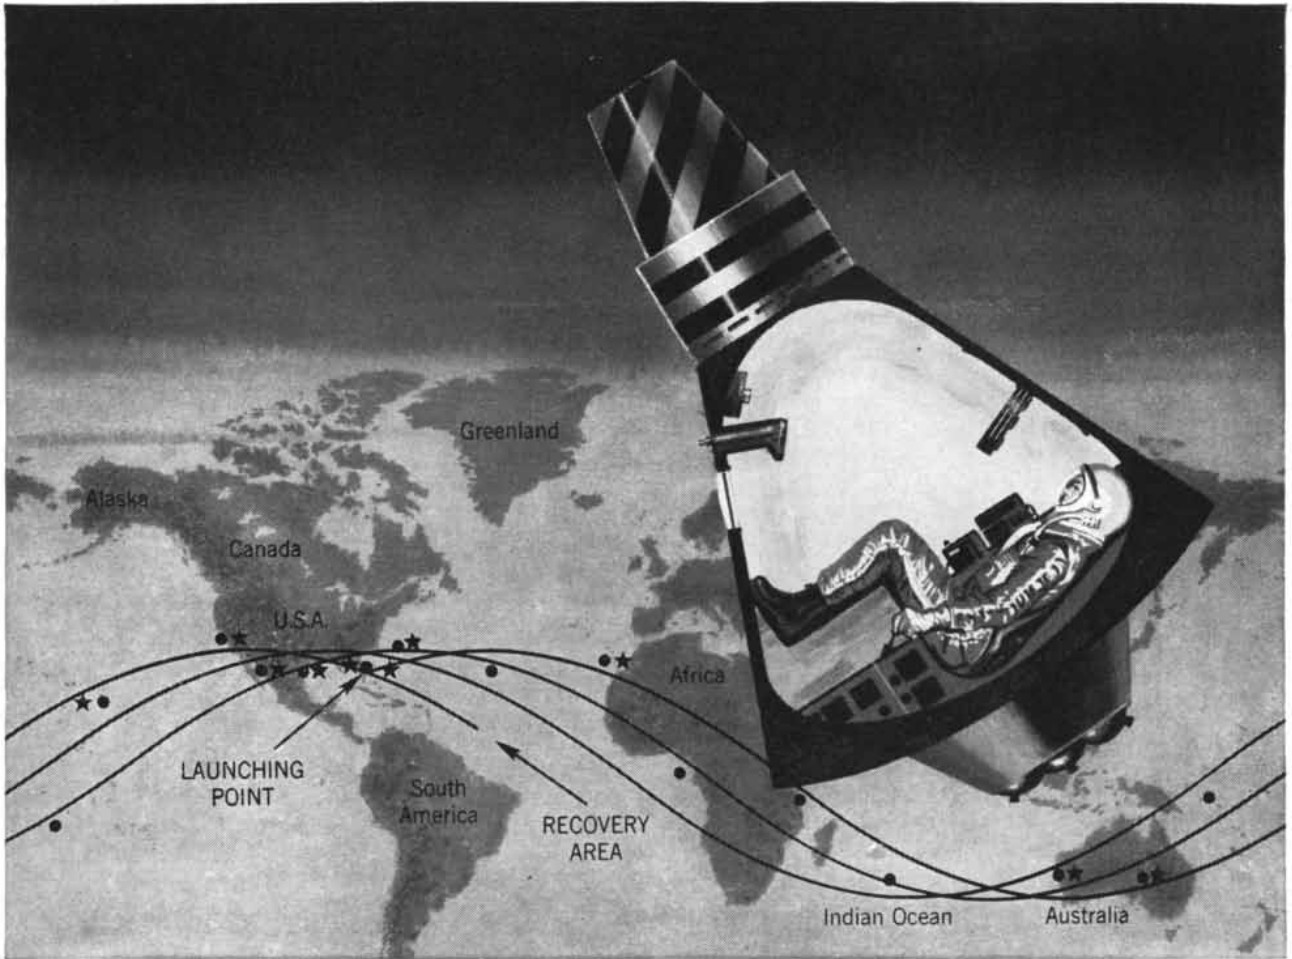 Greenland
Alaska
Canada
U.S.A.
Africa
LAUNCHING
POINT
South
America
RECOVERY
AREA
Indian Ocean
Australia